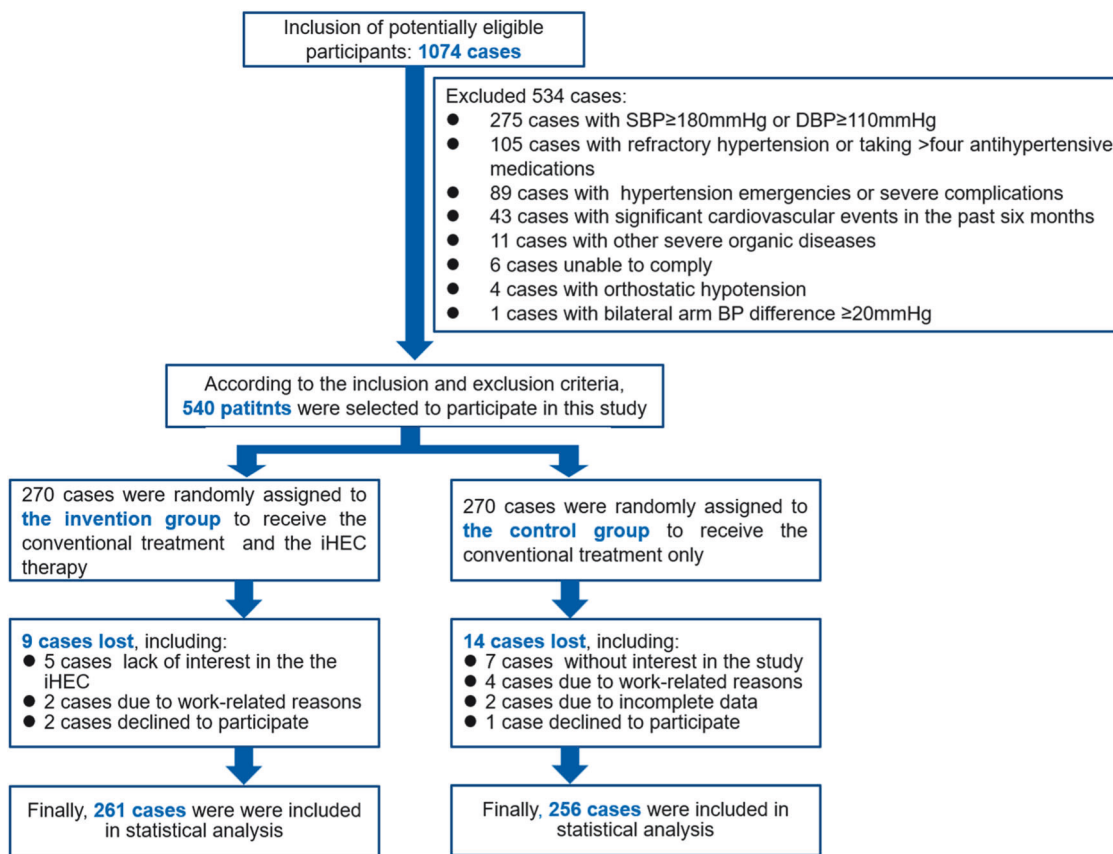 Inclusion of potentially eligible
participants: 1074 cases
Excluded 534 cases:
● 275 cases with SBP≥180mmHg or DBP≥110mmHg
● 105 cases with refractory hypertension or taking >four antihypertensive
medications
● 89 cases with hypertension emergencies or severe complications
● 43 cases with significant cardiovascular events in the past six months
● 11 cases with other severe organic diseases
● 6 cases unable to comply
● 4 cases with orthostatic hypotension
● 1 cases with bilateral arm BP difference ≥20mmHg
According to the inclusion and exclusion criteria,
540 patitnts were selected to participate in this study
270 cases were randomly assigned to
the invention group to receive the
conventional treatment and the iHEC
therapy
270 cases were randomly assigned to
the control group to receive the
conventional treatment only
9 cases lost, including:
● 5 cases lack of interest in the the
iHEC
● 2 cases due to work-related reasons
● 2 cases declined to participate
14 cases lost, including:
● 7 cases without interest in the study
● 4 cases due to work-related reasons
● 2 cases due to incomplete data
● 1 case declined to participate
Finally, 261 cases were were included
in statistical analysis
Finally, 256 cases were included in
statistical analysis